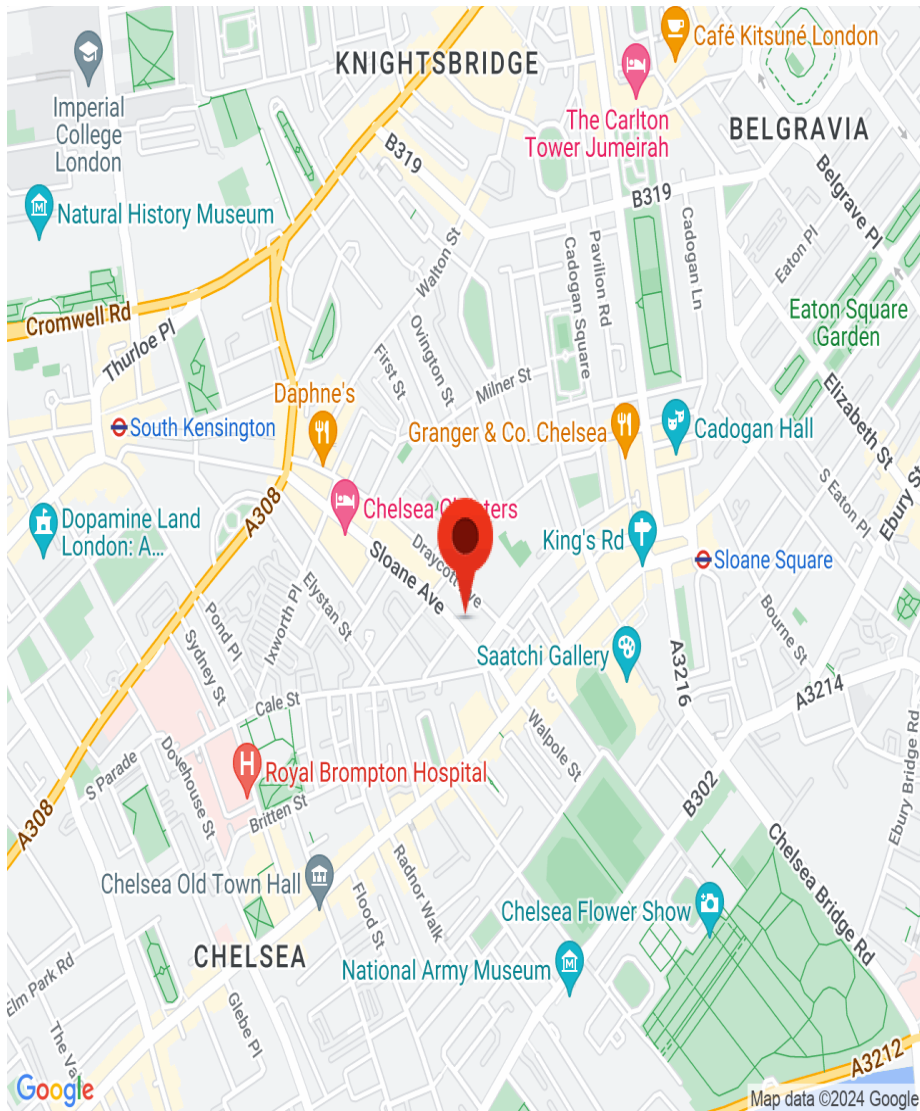 Café Kitsuné London
KNIGHTSBRIDGE
Imperial
College
London
The Carlton
Tower Jumeirah
BELGRAVIA
B319
B319
Belgrave Pl
Natural History Museum
Walton St
Cadogan Square
Pavilion Rd
Cadogan Ln
Eaton Pl
Eaton Square
Garden
Cromwell Rd
Thurloe Pl
Ovington St
First St
Milner St
Elizabeth St
Daphne's
South Kensington
Granger & Co. Chelsea
Cadogan Hall
S Eaton Pl
Ebury St
A308
Chelsea
Dopamine Land
London: A...
King's Rd
Sloane Square
Sloane Ave
Elystan St
Ixworth Pl
Pond Pl
Sydney St
Bourne St
Saatchi Gallery
A3216
A3214
Cale St
Walpole St
Ebury Bridge Rd
S Parade
Dovehouse St
Royal Brompton Hospital
B302
A308
Britten St
Chelsea Bridge Rd
Radnor Walk
Chelsea Old Town Hall
Flood St
Chelsea Flower Show
CHELSEA
National Army Museum
Elm Park Rd
Glebe Pl
The Va
A3212
Google
Map data ©2024 Google